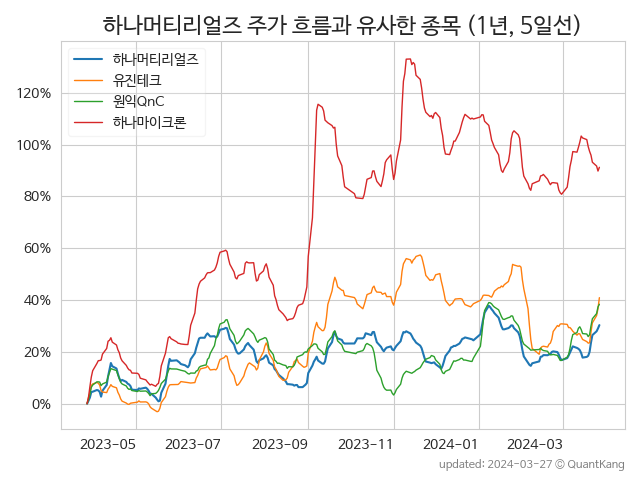 하나머티리얼즈 주가 흐름과 유사한 종목 (1년, 5일선)
하나머티리얼즈
유진테크
원익QnC
하나마이크론
120%
100%
80%
60%
40%
20%
0%
2023-05 2023-07 2023-09 2023-11 2024-01 2024-03
updated: 2024-03-27 © QuantKang